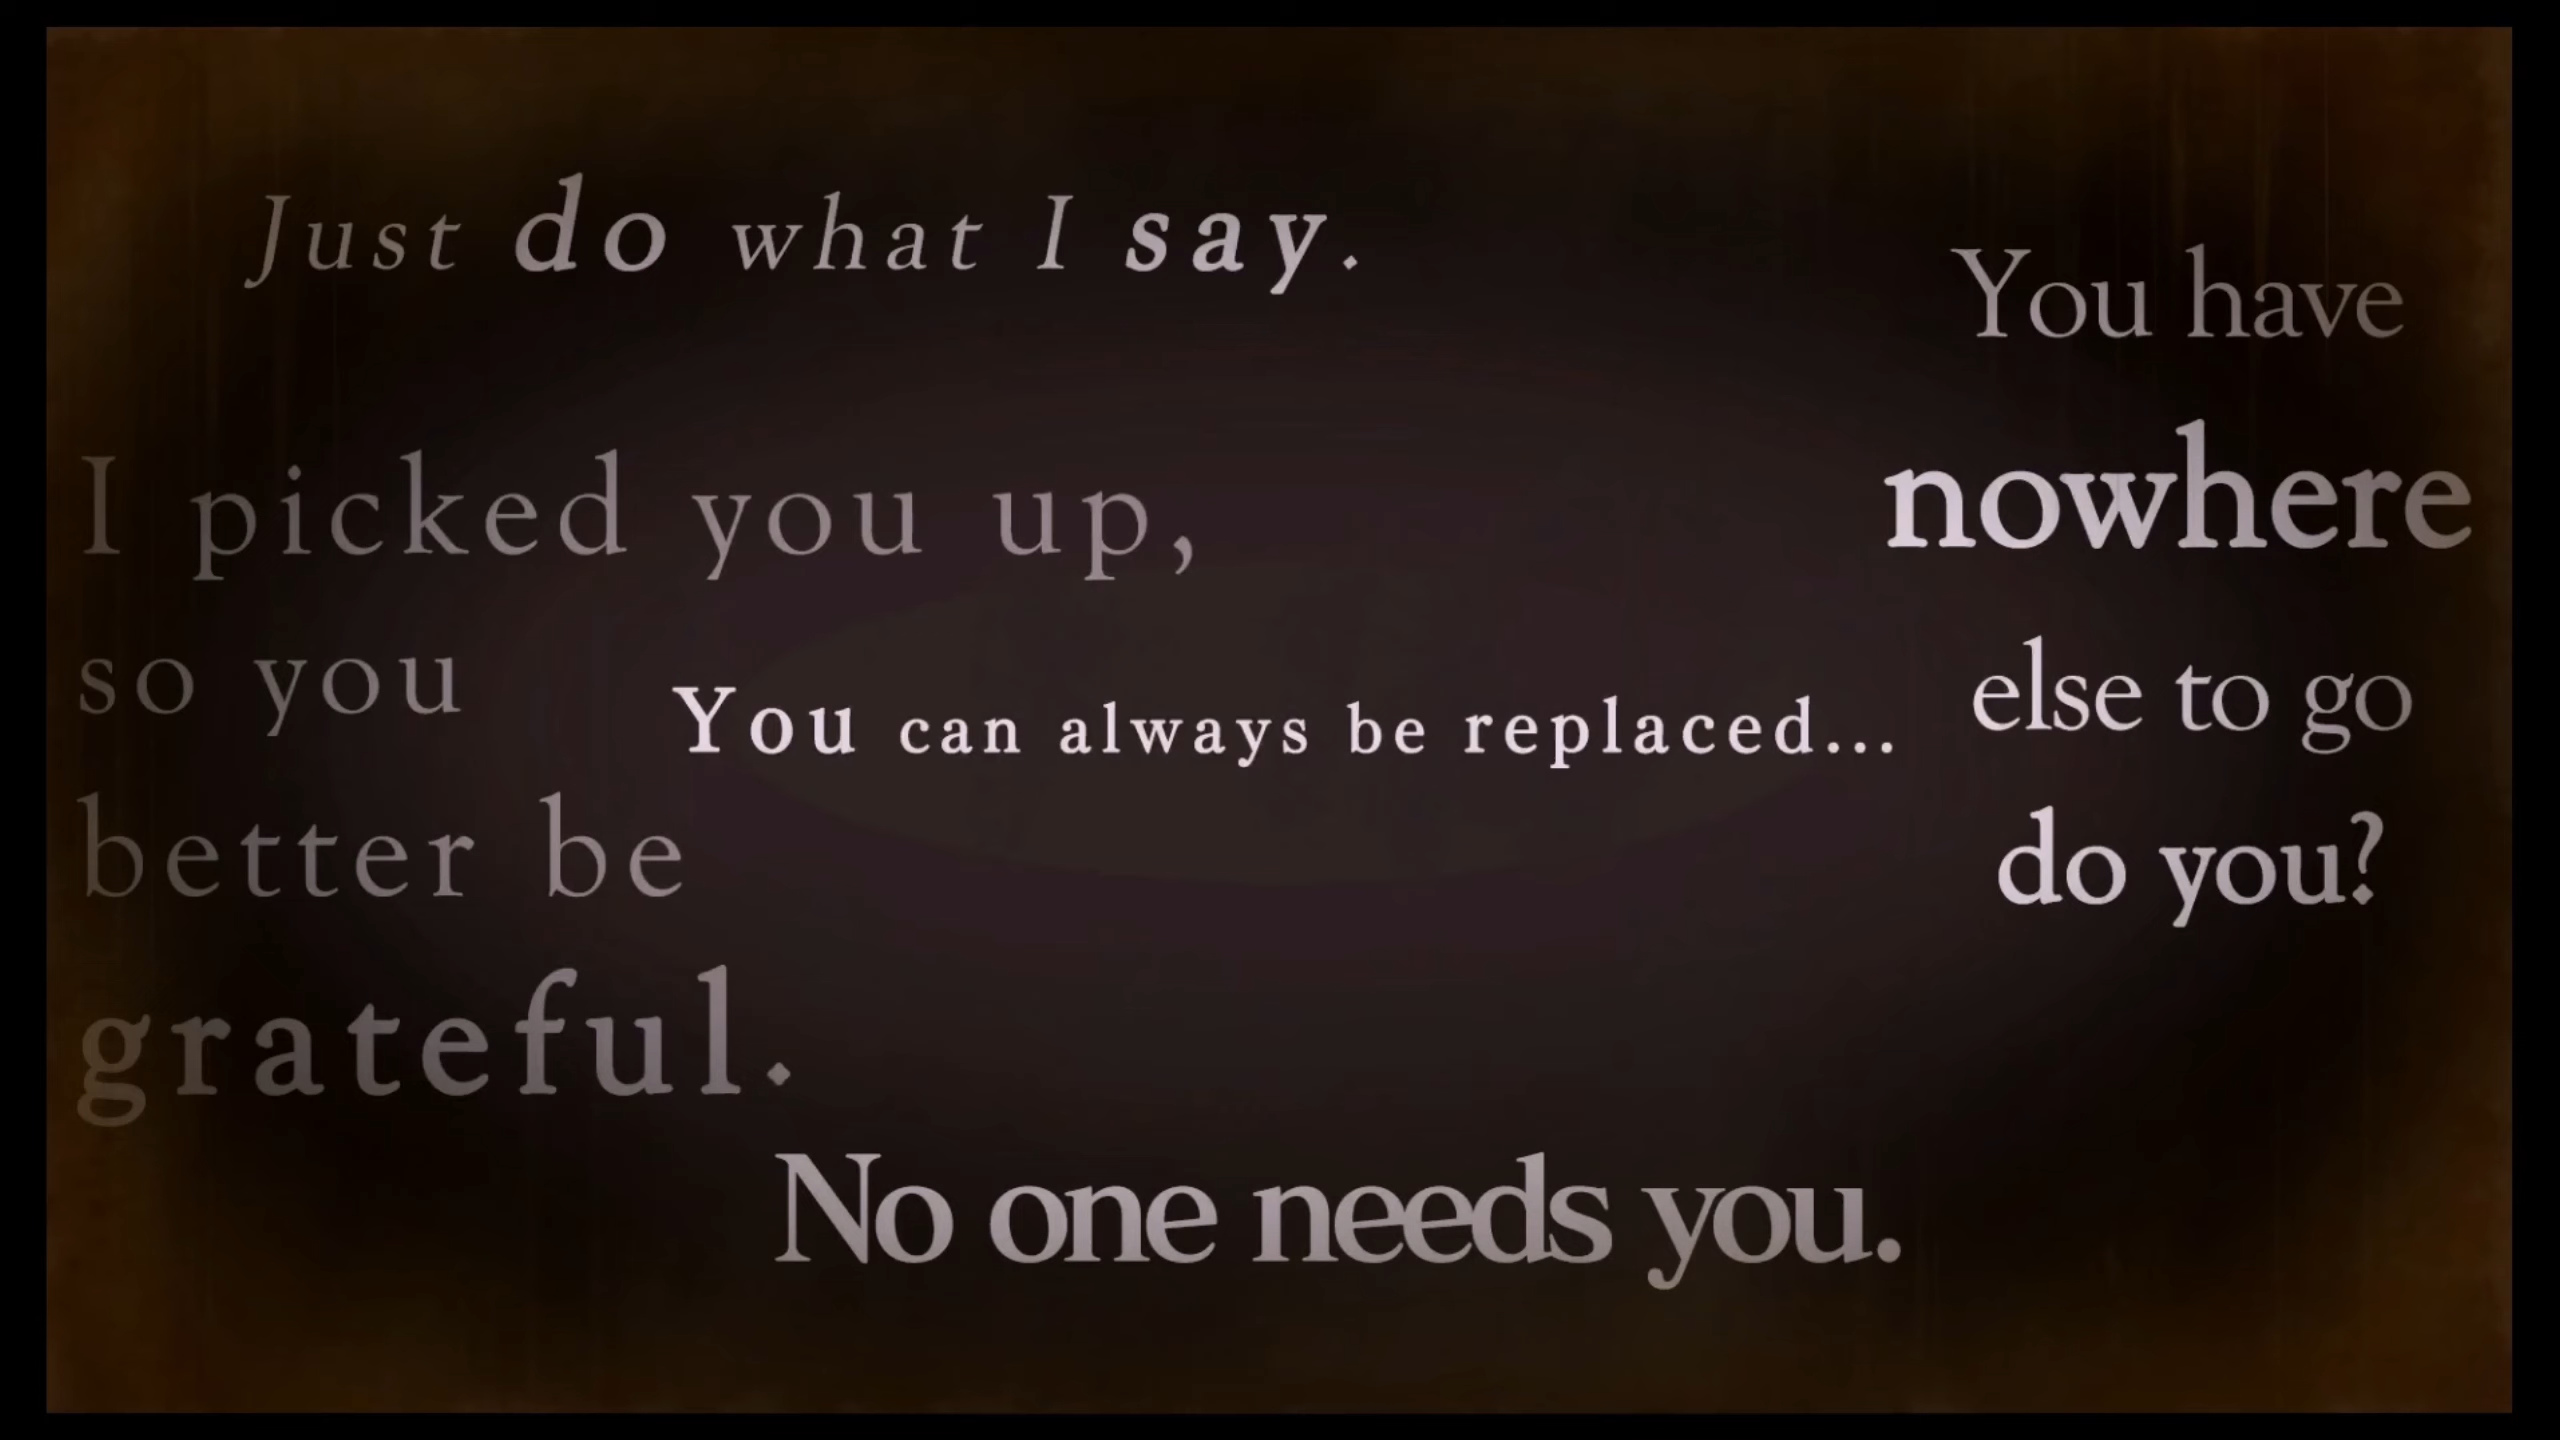 Just do what I say.
I picked you up,
so you
better be
grateful.
You can always be replaced...
You have
nowhere
else to go
do you?
No one needs you.